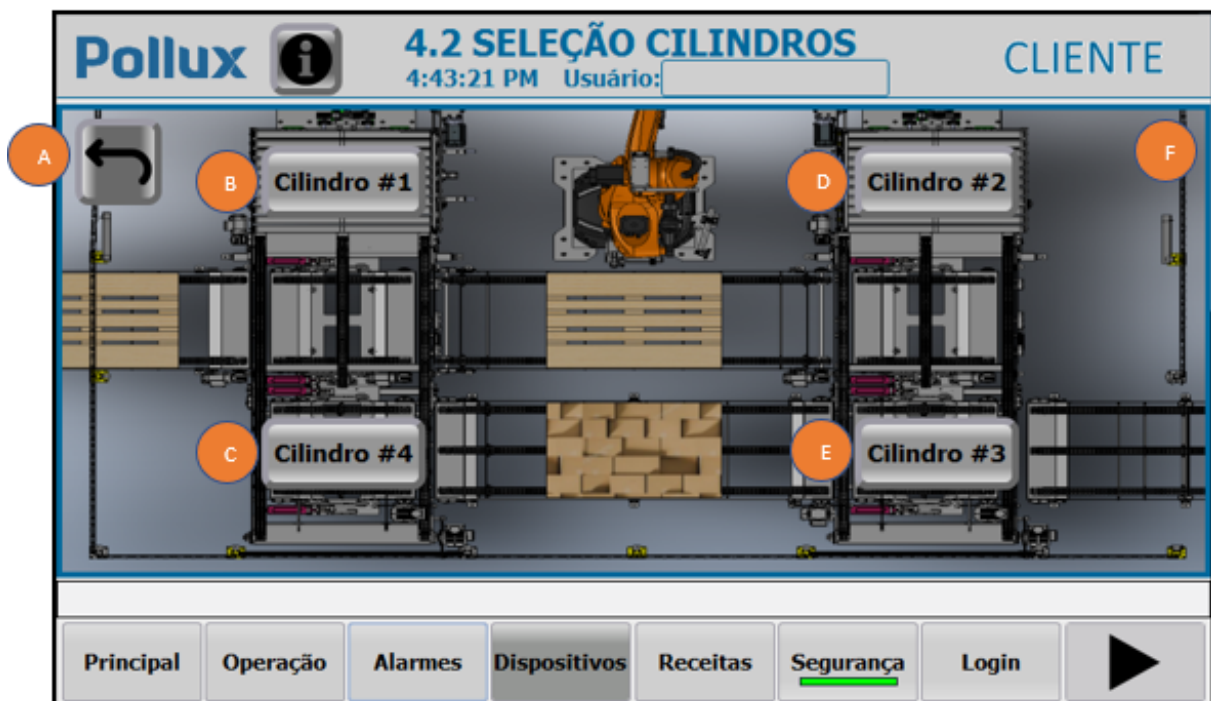 Pollux
4.2 SELEÇÃO CILINDROS
4:43:21 PM Usuário:
CLIENTE
A
B
Cilindro #1
D
Cilindro #2
F
C
Cilindro #4
E
Cilindro #3
Principal
Operação
Alarmes
Dispositivos
Receitas
Segurança
Login